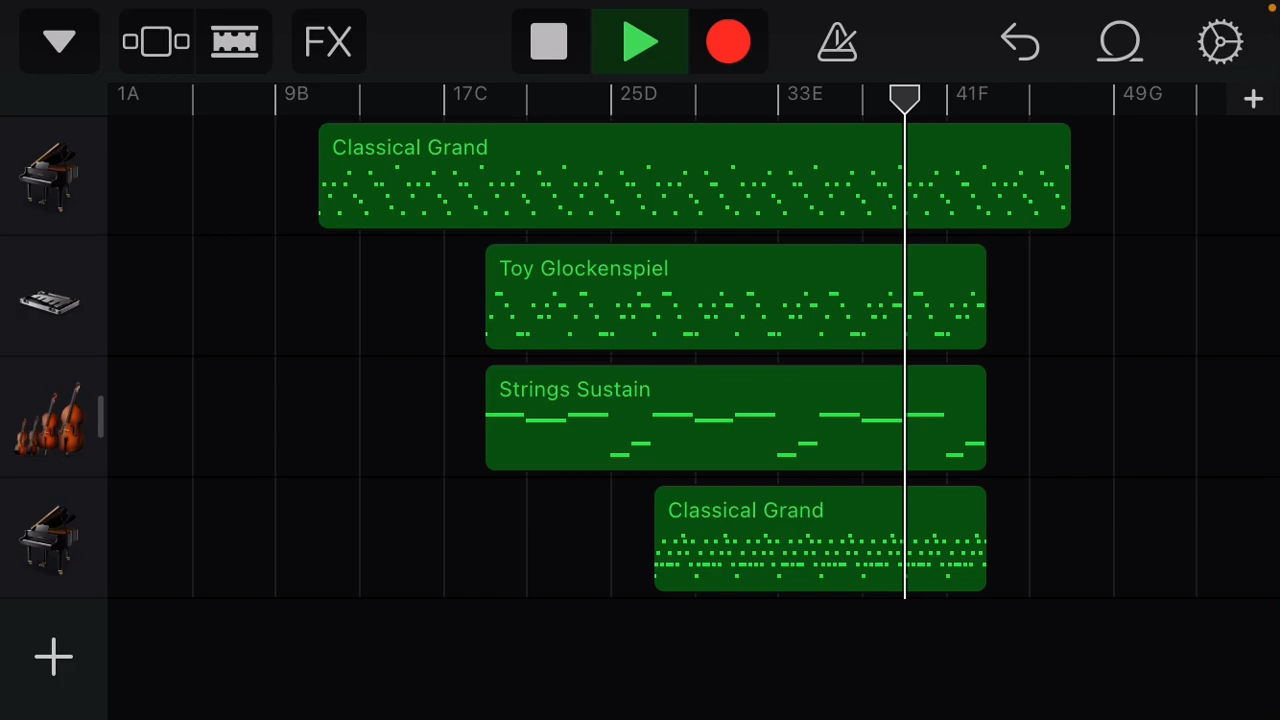 FX
1A 9B 17C 25D 33E 41F 49G
Classical Grand
Toy Glockenspiel
Strings Sustain
Classical Grand